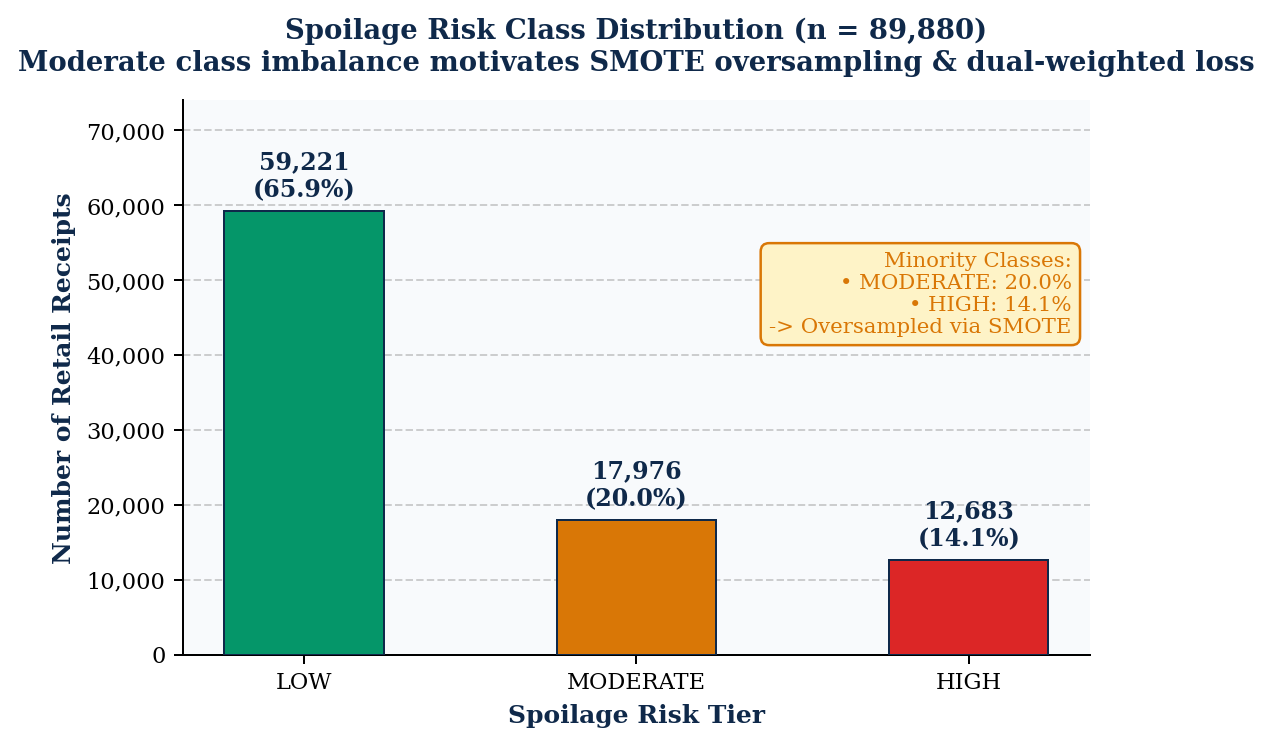 Spoilage Risk Class Distribution (n = 89,880)
Moderate class imbalance motivates SMOTE oversampling & dual-weighted loss
Number of Retail Receipts
70,000
60,000
50,000
40,000
30,000
20,000
10,000
0
59,221
(65.9%)
17,976
(20.0%)
12,683
(14.1%)
Minority Classes:
• MODERATE: 20.0%
• HIGH: 14.1%
-> Oversampled via SMOTE
LOW
MODERATE
HIGH
Spoilage Risk Tier